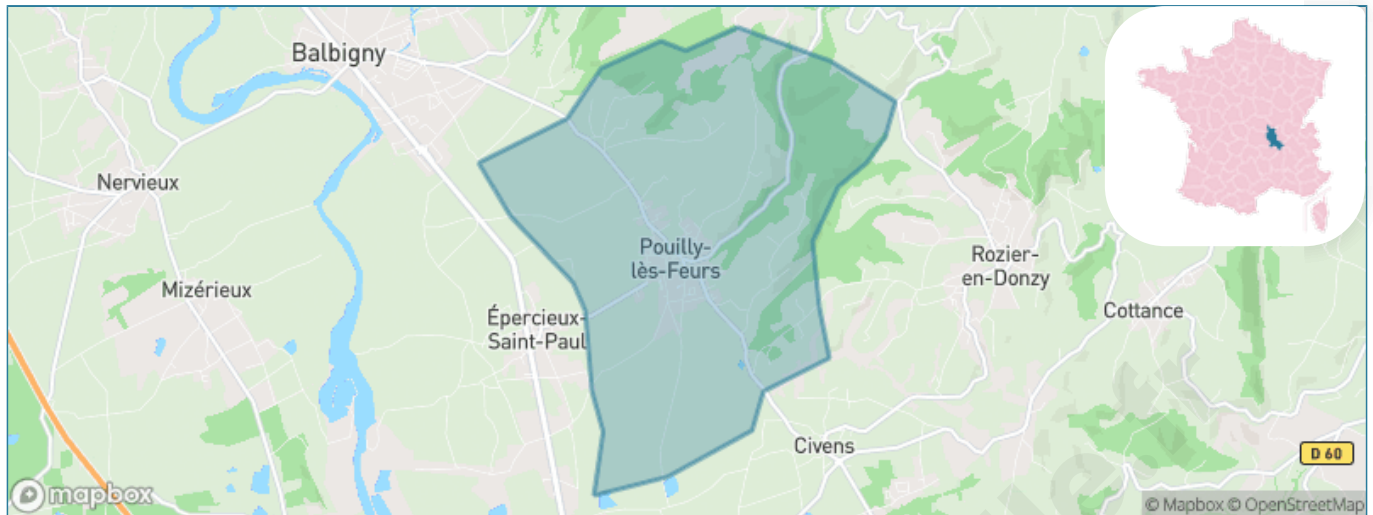 Balbigny
Nervieux
Pouilly-
lès-Feurs
Rozier-
en-Donzy
Mizérieux
Cottance
Épercieux-
Saint-Paul
Civens
D 60
mapbox
© Mapbox © OpenStreetMap